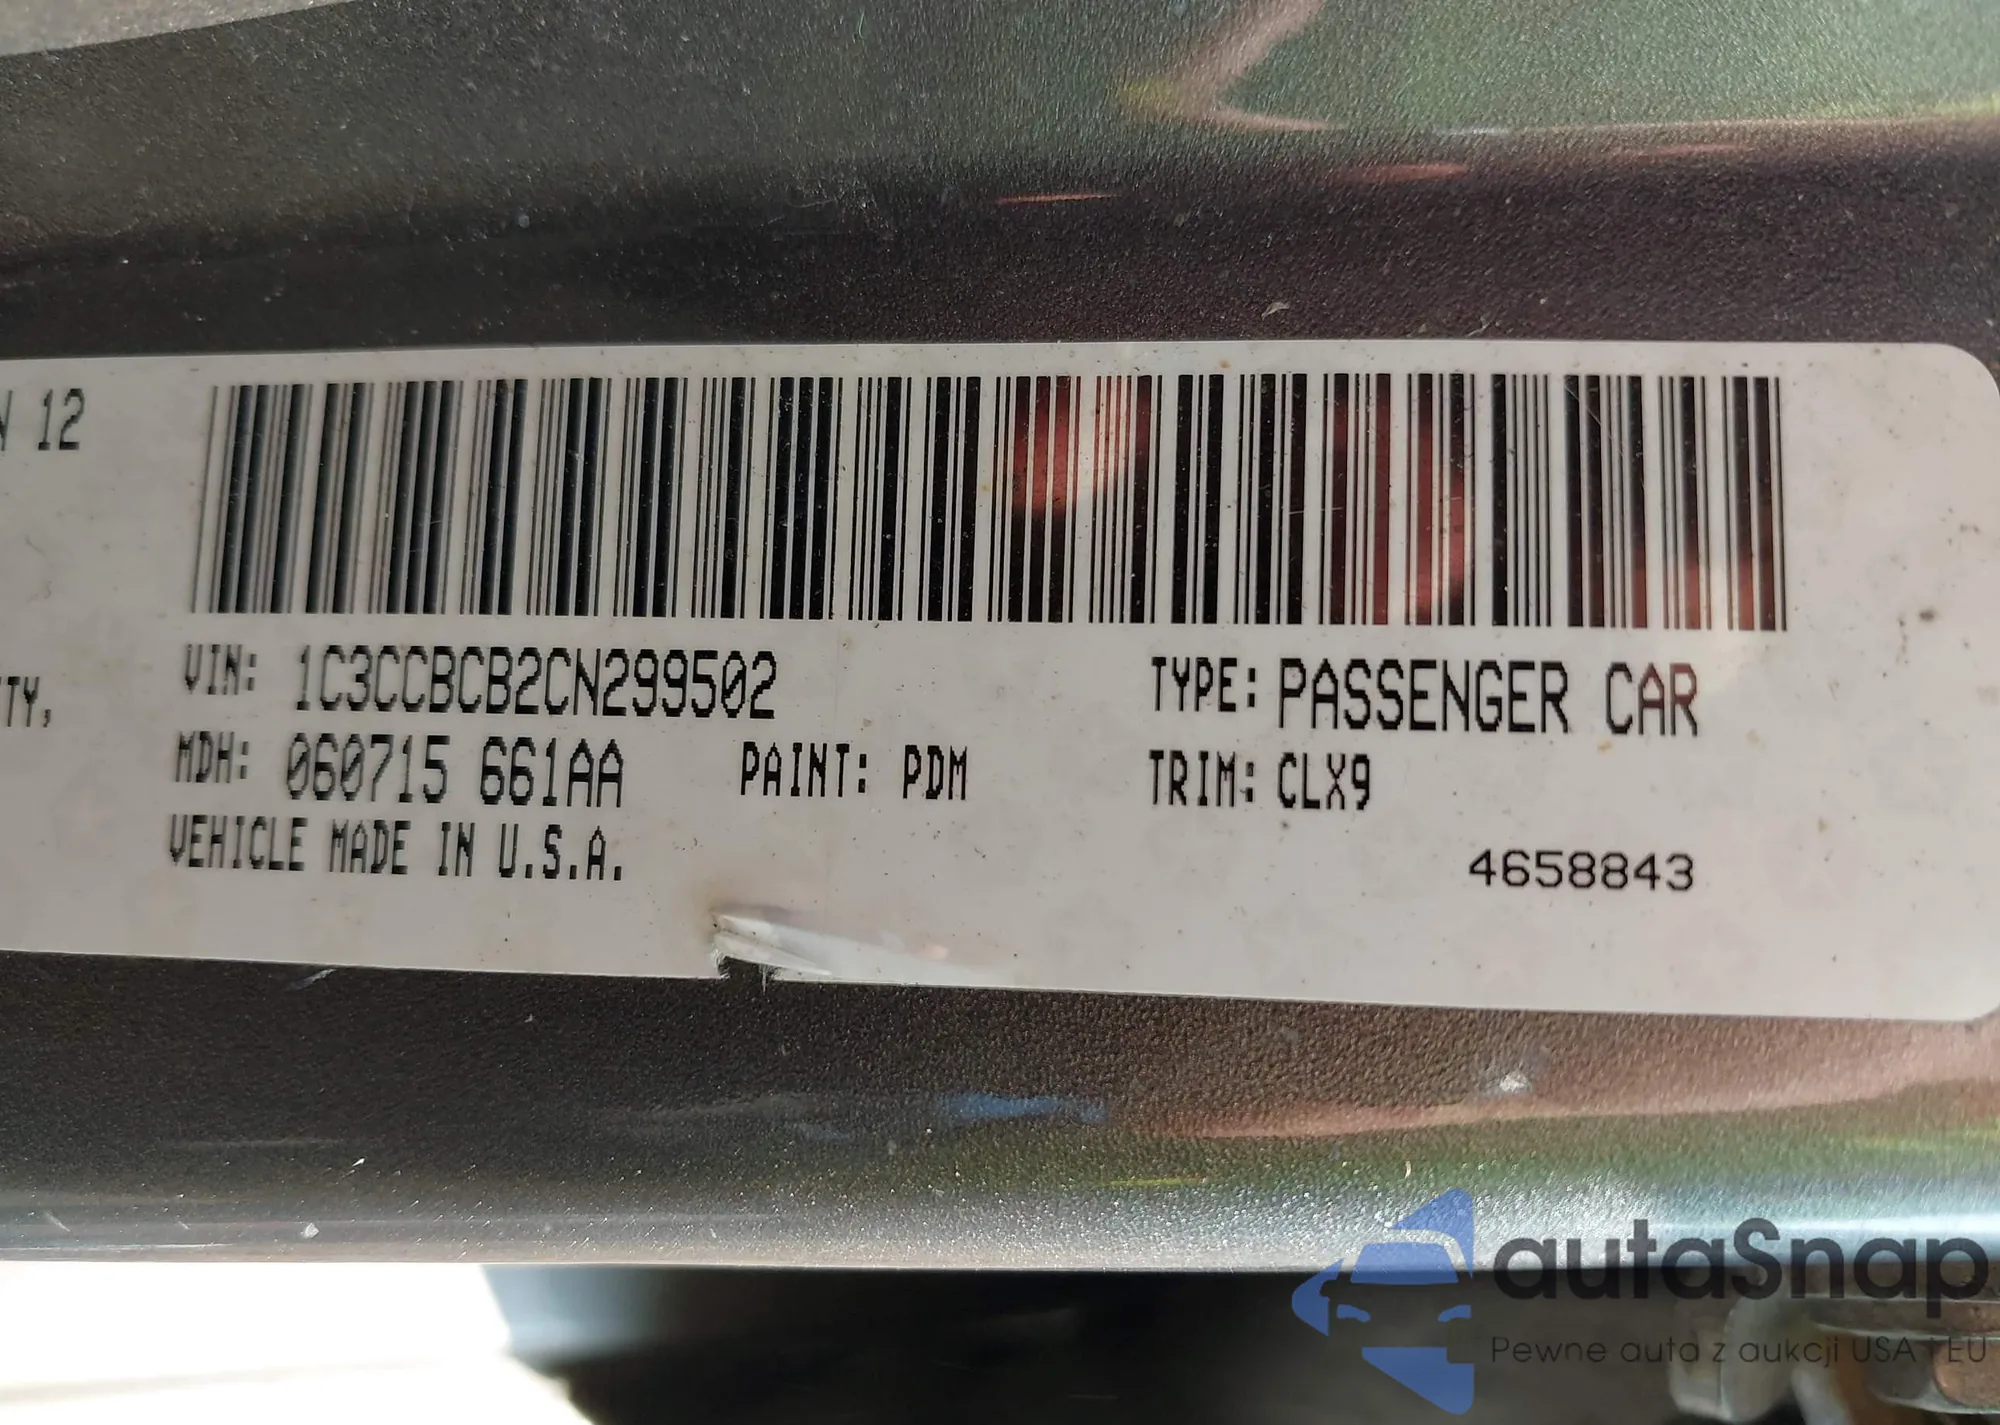 12
VIN: 1C3CCBCB2CN299502
TYPE: PASSENGER CAR
TY,
MDH: 060715 661AA
PAINT: PDM
TRIM: CLX9
VEHICLE MADE IN U.S.A.
4658843
autaSnap
Pewne auta z aukcji USA i EU